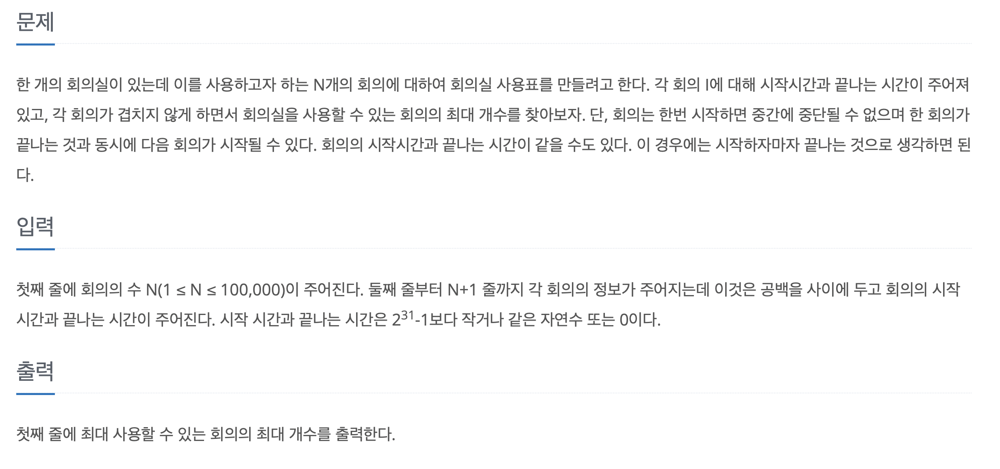 문제
한 개의 회의실이 있는데 이를 사용하고자 하는 N개의 회의에 대하여 회의실 사용표를 만들려고 한다. 각 회의 I에 대해 시작시간과 끝나는 시간이 주어져
있고, 각 회의가 겹치지 않게 하면서 회의실을 사용할 수 있는 회의의 최대 개수를 찾아보자. 단, 회의는 한번 시작하면 중간에 중단될 수 없으며 한 회의가
끝나는 것과 동시에 다음 회의가 시작될 수 있다. 회의의 시작시간과 끝나는 시간이 같을 수도 있다. 이 경우에는 시작하자마자 끝나는 것으로 생각하면 된
다.
입력
첫째 줄에 회의의 수 N(1 ≤ N ≤ 100,000)이 주어진다. 둘째 줄부터 N+1 줄까지 각 회의의 정보가 주어지는데 이것은 공백을 사이에 두고 회의의 시작
시간과 끝나는 시간이 주어진다. 시작 시간과 끝나는 시간은 2³¹-1보다 작거나 같은 자연수 또는 0이다.
출력
첫째 줄에 최대 사용할 수 있는 회의의 최대 개수를 출력한다.